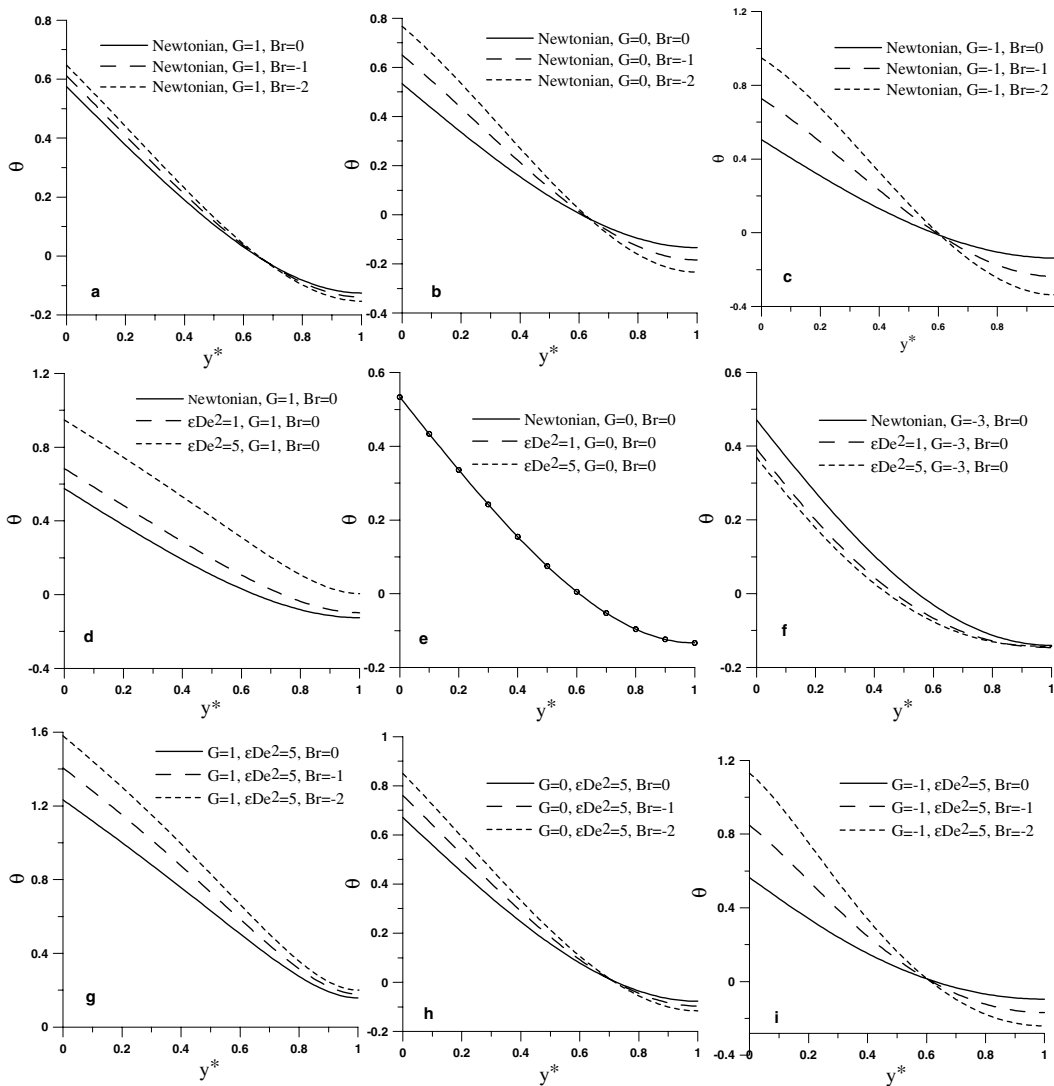 0.8
0.6
0.4
0.2
0
-0.2
θ
Newtonian, G=1, Br=0
Newtonian, G=1, Br=-1
Newtonian, G=1, Br=-2
a
0 0.2 0.4 0.6 0.8 1
y*
0.8
0.6
0.4
0.2
0
-0.2
-0.4
θ
Newtonian, G=0, Br=0
Newtonian, G=0, Br=-1
Newtonian, G=0, Br=-2
b
0 0.2 0.4 0.6 0.8 1
y*
1.2
0.8
0.4
0
-0.4
θ
Newtonian, G=-1, Br=0
Newtonian, G=-1, Br=-1
Newtonian, G=-1, Br=-2
c
0 0.2 0.4 0.6 0.8 1
y*
1.2
0.8
0.4
0
-0.4
θ
Newtonian, G=1, Br=0
εDe2=1, G=1, Br=0
εDe2=5, G=1, Br=0
d
0 0.2 0.4 0.6 0.8 1
y*
0.6
0.4
0.2
0
-0.2
θ
Newtonian, G=0, Br=0
εDe2=1, G=0, Br=0
εDe2=5, G=0, Br=0
e
0 0.2 0.4 0.6 0.8 1
y*
0.6
0.4
0.2
0
-0.2
θ
Newtonian, G=-3, Br=0
εDe2=1, G=-3, Br=0
εDe2=5, G=-3, Br=0
f
0 0.2 0.4 0.6 0.8 1
y*
1.6
1.2
0.8
0.4
0
θ
G=1, εDe2=5, Br=0
G=1, εDe2=5, Br=-1
G=1, εDe2=5, Br=-2
g
0 0.2 0.4 0.6 0.8 1
y*
1
0.8
0.6
0.4
0.2
0
-0.2
θ
G=0, εDe2=5, Br=0
G=0, εDe2=5, Br=-1
G=0, εDe2=5, Br=-2
h
0 0.2 0.4 0.6 0.8 1
y*
1.2
0.8
0.4
0
-0.4
θ
G=-1, εDe2=5, Br=0
G=-1, εDe2=5, Br=-1
G=-1, εDe2=5, Br=-2
i
0 0.2 0.4 0.6 0.8 1
y*